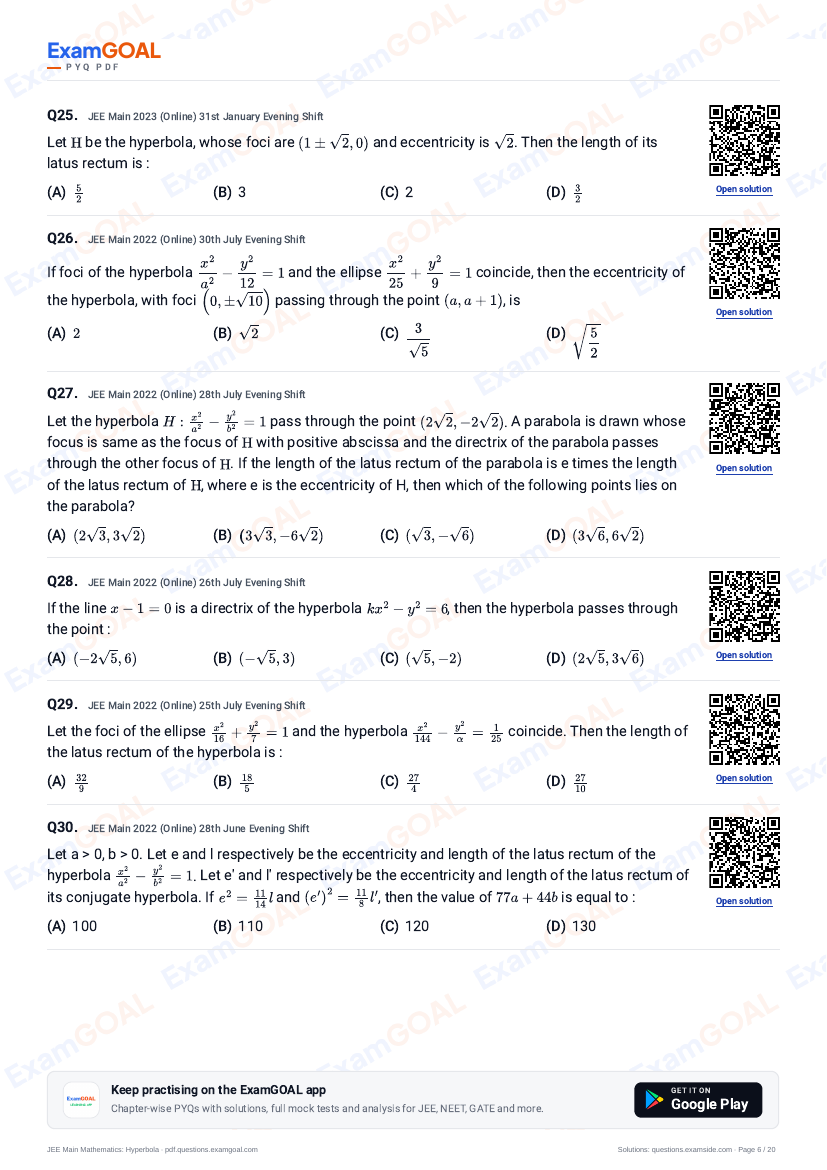 ExamGOAL
PYQ PDF
Q25. JEE Main 2023 (Online) 31st January Evening Shift
Let H be the hyperbola, whose foci are (1 ± √2, 0) and eccentricity is √2. Then the length of its
latus rectum is :
(A) 5/2 (B) 3 (C) 2 (D) 3/2
Open solution
Q26. JEE Main 2022 (Online) 30th July Evening Shift
If foci of the hyperbola x²/a² − y²/12 = 1 and the ellipse x²/25 + y²/9 = 1 coincide, then the eccentricity of
the hyperbola, with foci (0, ±√10) passing through the point (a, a + 1), is
(A) 2 (B) √2 (C) 3/√5 (D) √(5/2)
Open solution
Q27. JEE Main 2022 (Online) 28th July Evening Shift
Let the hyperbola H : x²/a² − y²/b² = 1 pass through the point (2√2, −2√2). A parabola is drawn whose
focus is same as the focus of H with positive abscissa and the directrix of the parabola passes
through the other focus of H. If the length of the latus rectum of the parabola is e times the length
of the latus rectum of H, where e is the eccentricity of H, then which of the following points lies on
the parabola?
(A) (2√3, 3√2) (B) (3√3, −6√2) (C) (√3, −√6) (D) (3√6, 6√2)
Open solution
Q28. JEE Main 2022 (Online) 26th July Evening Shift
If the line x − 1 = 0 is a directrix of the hyperbola kx² − y² = 6, then the hyperbola passes through
the point :
(A) (−2√5, 6) (B) (−√5, 3) (C) (√5, −2) (D) (2√5, 3√6)
Open solution
Q29. JEE Main 2022 (Online) 25th July Evening Shift
Let the foci of the ellipse x²/16 + y²/7 = 1 and the hyperbola x²/144 − y²/α = 1/25 coincide. Then the length of
the latus rectum of the hyperbola is :
(A) 32/9 (B) 18/5 (C) 27/4 (D) 27/10
Open solution
Q30. JEE Main 2022 (Online) 28th June Evening Shift
Let a > 0, b > 0. Let e and l respectively be the eccentricity and length of the latus rectum of the
hyperbola x²/a² − y²/b² = 1. Let e' and l' respectively be the eccentricity and length of the latus rectum of
its conjugate hyperbola. If e² = 11/14 l and (e′)² = 11/8 l′, then the value of 77a + 44b is equal to :
(A) 100 (B) 110 (C) 120 (D) 130
Open solution
ExamGOAL
Keep practising on the ExamGOAL app
Chapter-wise PYQs with solutions, full mock tests and analysis for JEE, NEET, GATE and more.
GET IT ON
Google Play
JEE Main Mathematics: Hyperbola · pdf.questions.examgoal.com
Solutions: questions.examside.com · Page 6 / 20